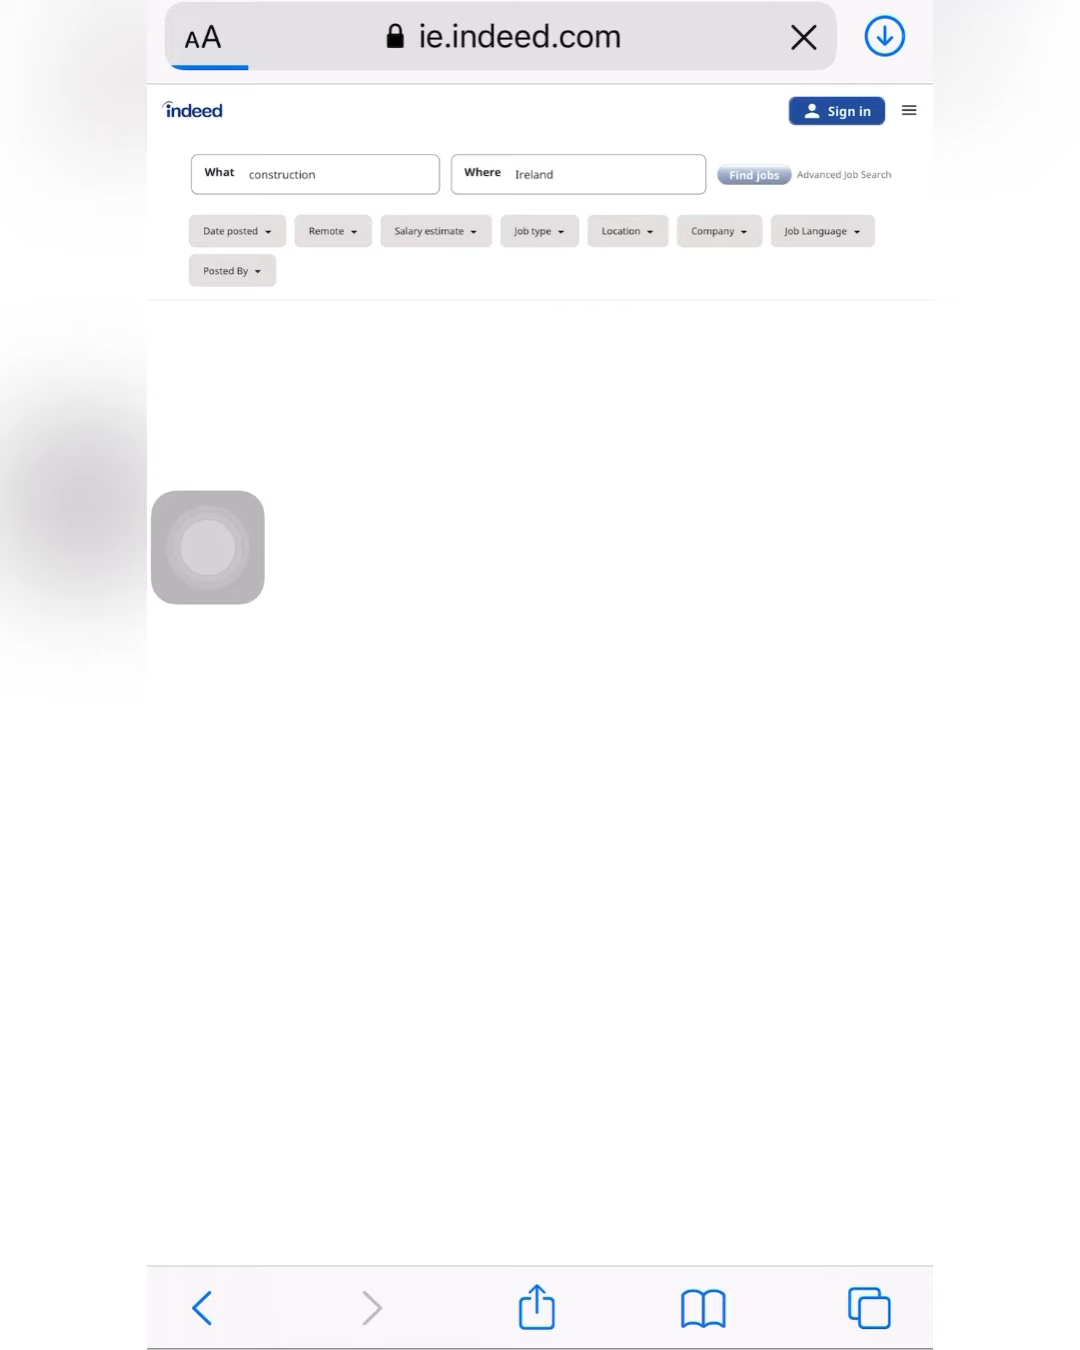 AA ie.indeed.com
indeed Sign in
What construction Where Ireland Find jobs Advanced Job Search
Date posted Remote Salary estimate Job type Location Company Job Language
Posted By